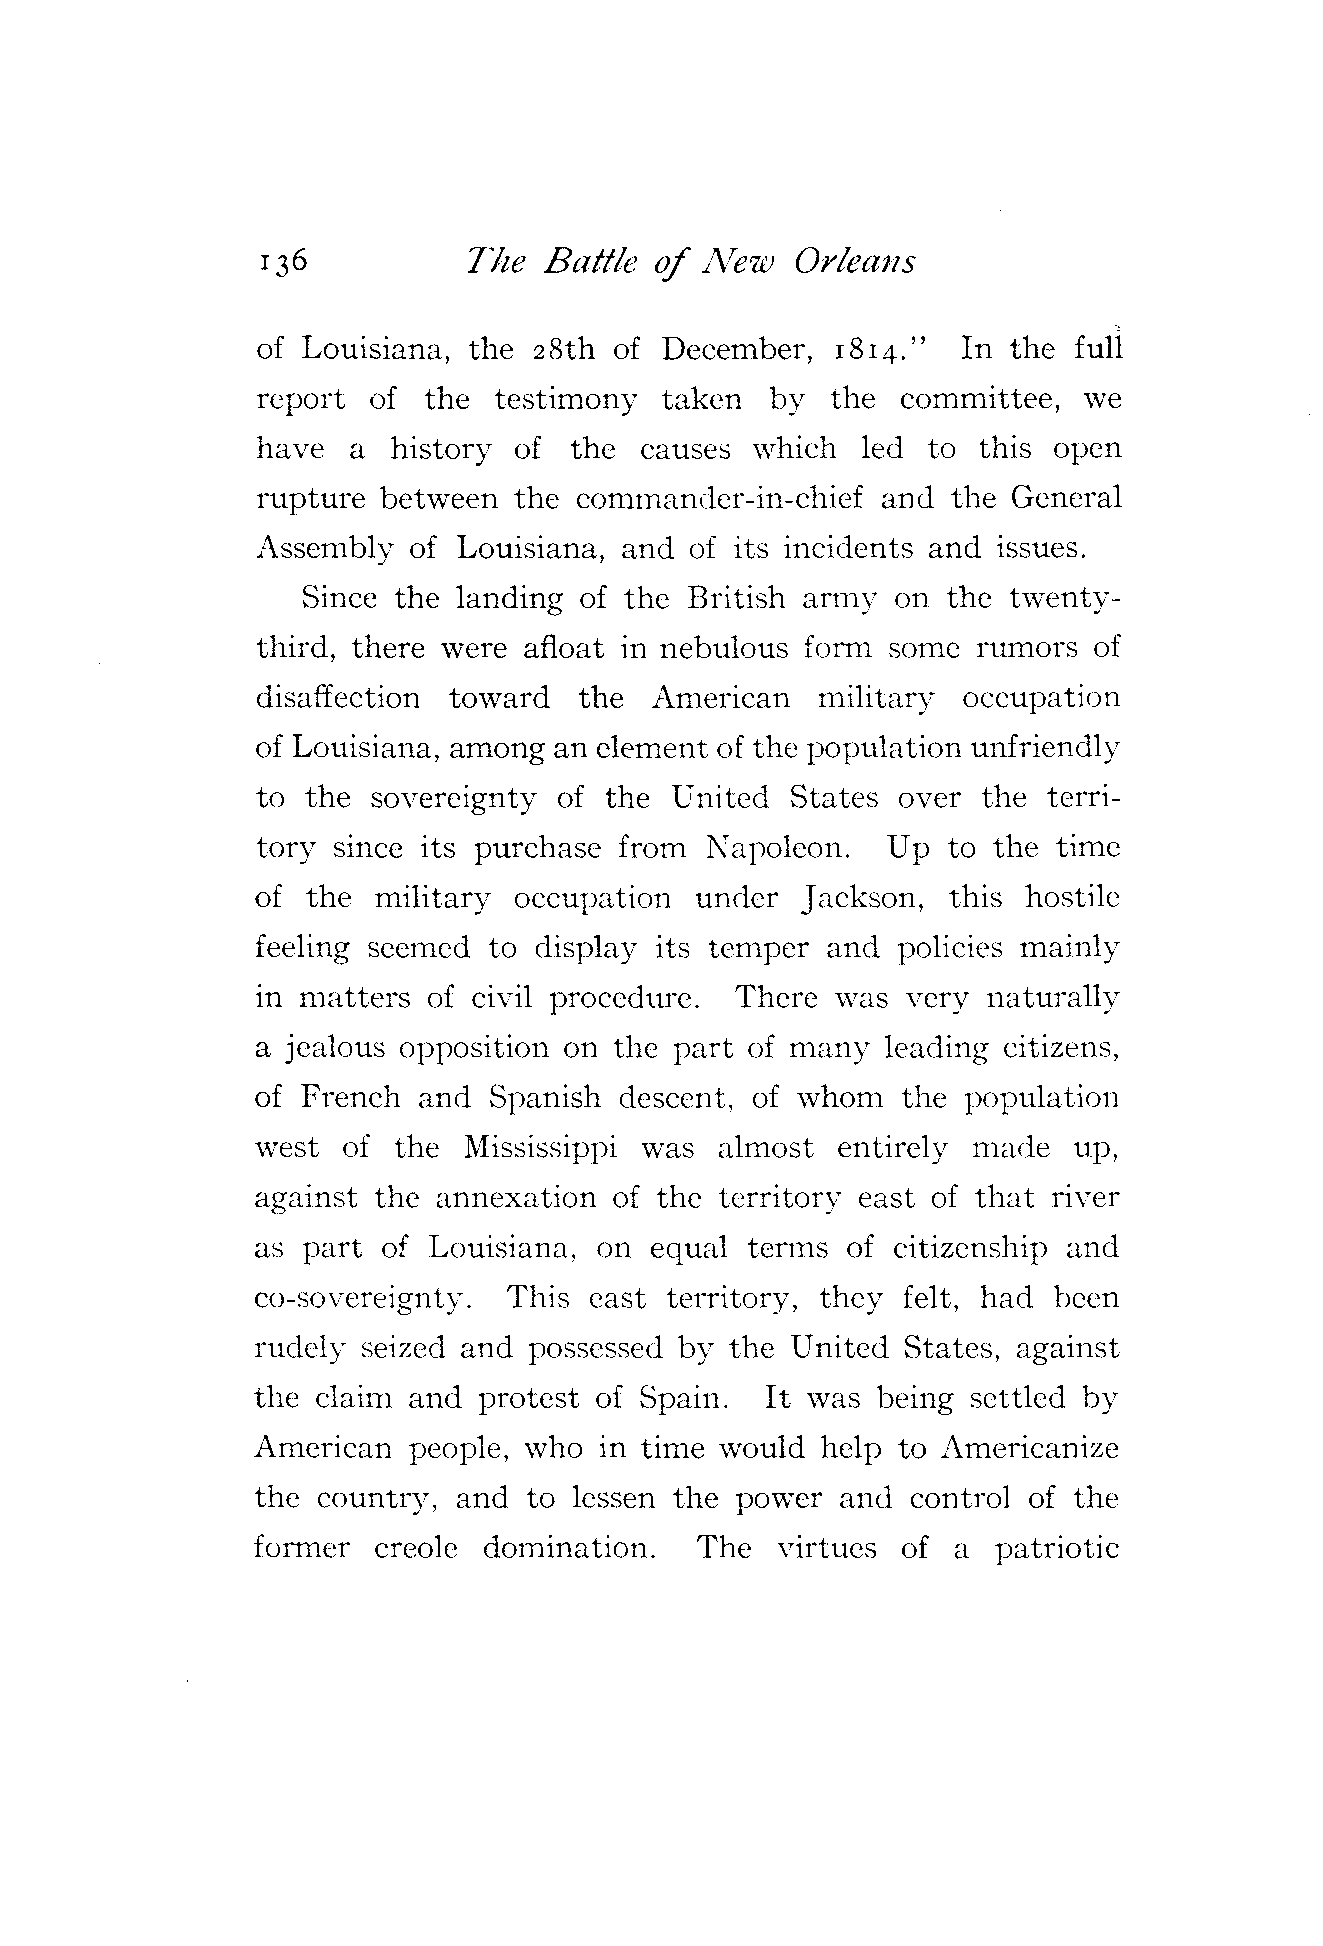 136 The Battle of New Orleans
of Louisiana, the 28th of December, 1814." In the full
report of the testimony taken by the committee, we
have a history of the causes which led to this open
rupture between the commander-in-chief and the General
Assembly of Louisiana, and of its incidents and issues.
Since the landing of the British army on the twenty-
third, there were afloat in nebulous form some rumors of
disaffection toward the American military occupation
of Louisiana, among an element of the population unfriendly
to the sovereignty of the United States over the terri-
tory since its purchase from Napoleon. Up to the time
of the military occupation under Jackson, this hostile
feeling seemed to display its temper and policies mainly
in matters of civil procedure. There was very naturally
a jealous opposition on the part of many leading citizens,
of French and Spanish descent, of whom the population
west of the Mississippi was almost entirely made up,
against the annexation of the territory east of that river
as part of Louisiana, on equal terms of citizenship and
co-sovereignty. This east territory, they felt, had been
rudely seized and possessed by the United States, against
the claim and protest of Spain. It was being settled by
American people, who in time would help to Americanize
the country, and to lessen the power and control of the
former creole domination. The virtues of a patriotic